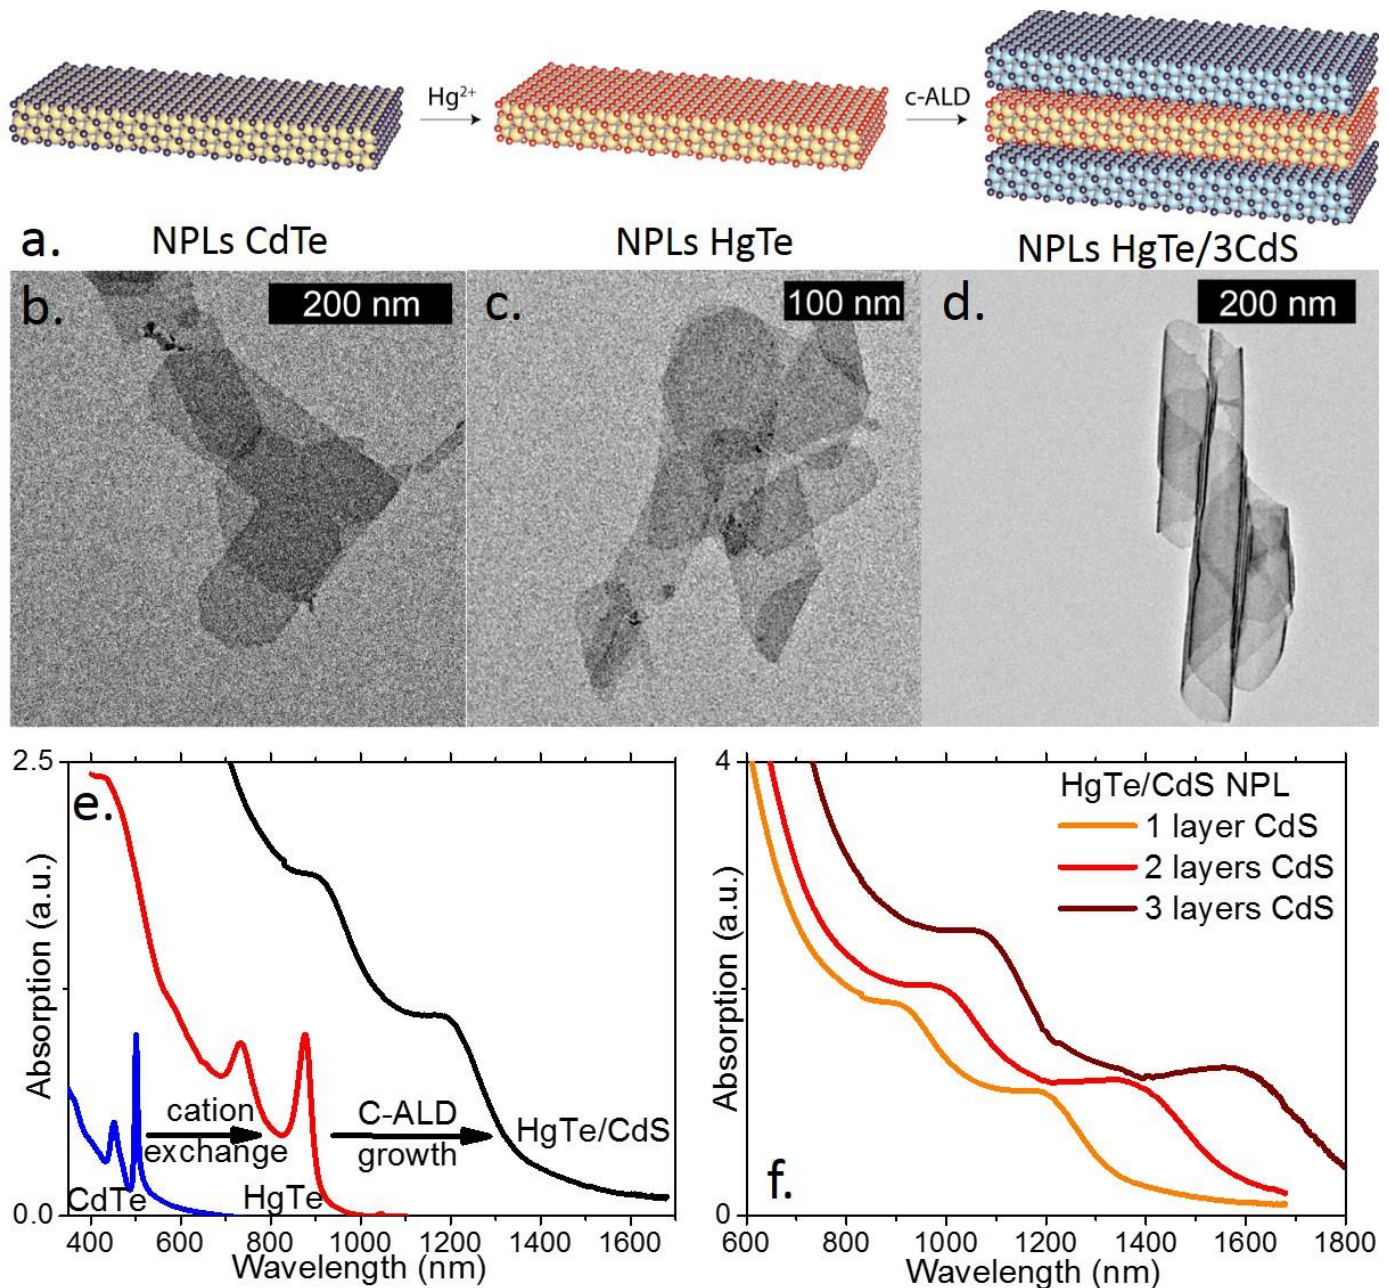 Hg²⁺
c-ALD
a.
NPLs CdTe
NPLs HgTe
NPLs HgTe/3CdS
b.
200 nm
c.
100 nm
d.
200 nm
2.5
e.
Absorption (a.u.)
0.0
cation
exchange
C-ALD
growth
CdTe
HgTe
HgTe/CdS
400 600 800 1000 1200 1400 1600
Wavelength (nm)
4
HgTe/CdS NPL
1 layer CdS
2 layers CdS
3 layers CdS
Absorption (a.u.)
f.
0
600 800 1000 1200 1400 1600 1800
Wavelength (nm)